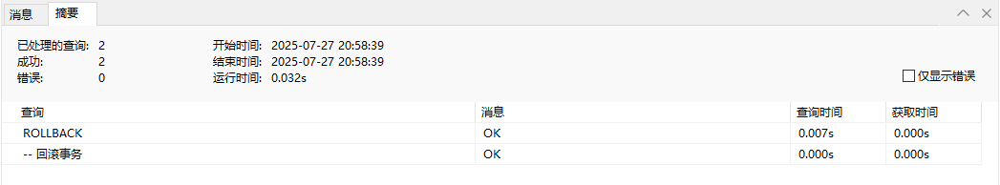 消息 摘要
已处理的查询: 2 开始时间: 2025-07-27 20:58:39
成功: 2 结束时间: 2025-07-27 20:58:39
错误: 0 运行时间: 0.032s
仅显示错误
查询 消息 查询时间 获取时间
ROLLBACK OK 0.007s 0.000s
-- 回滚事务 OK 0.000s 0.000s